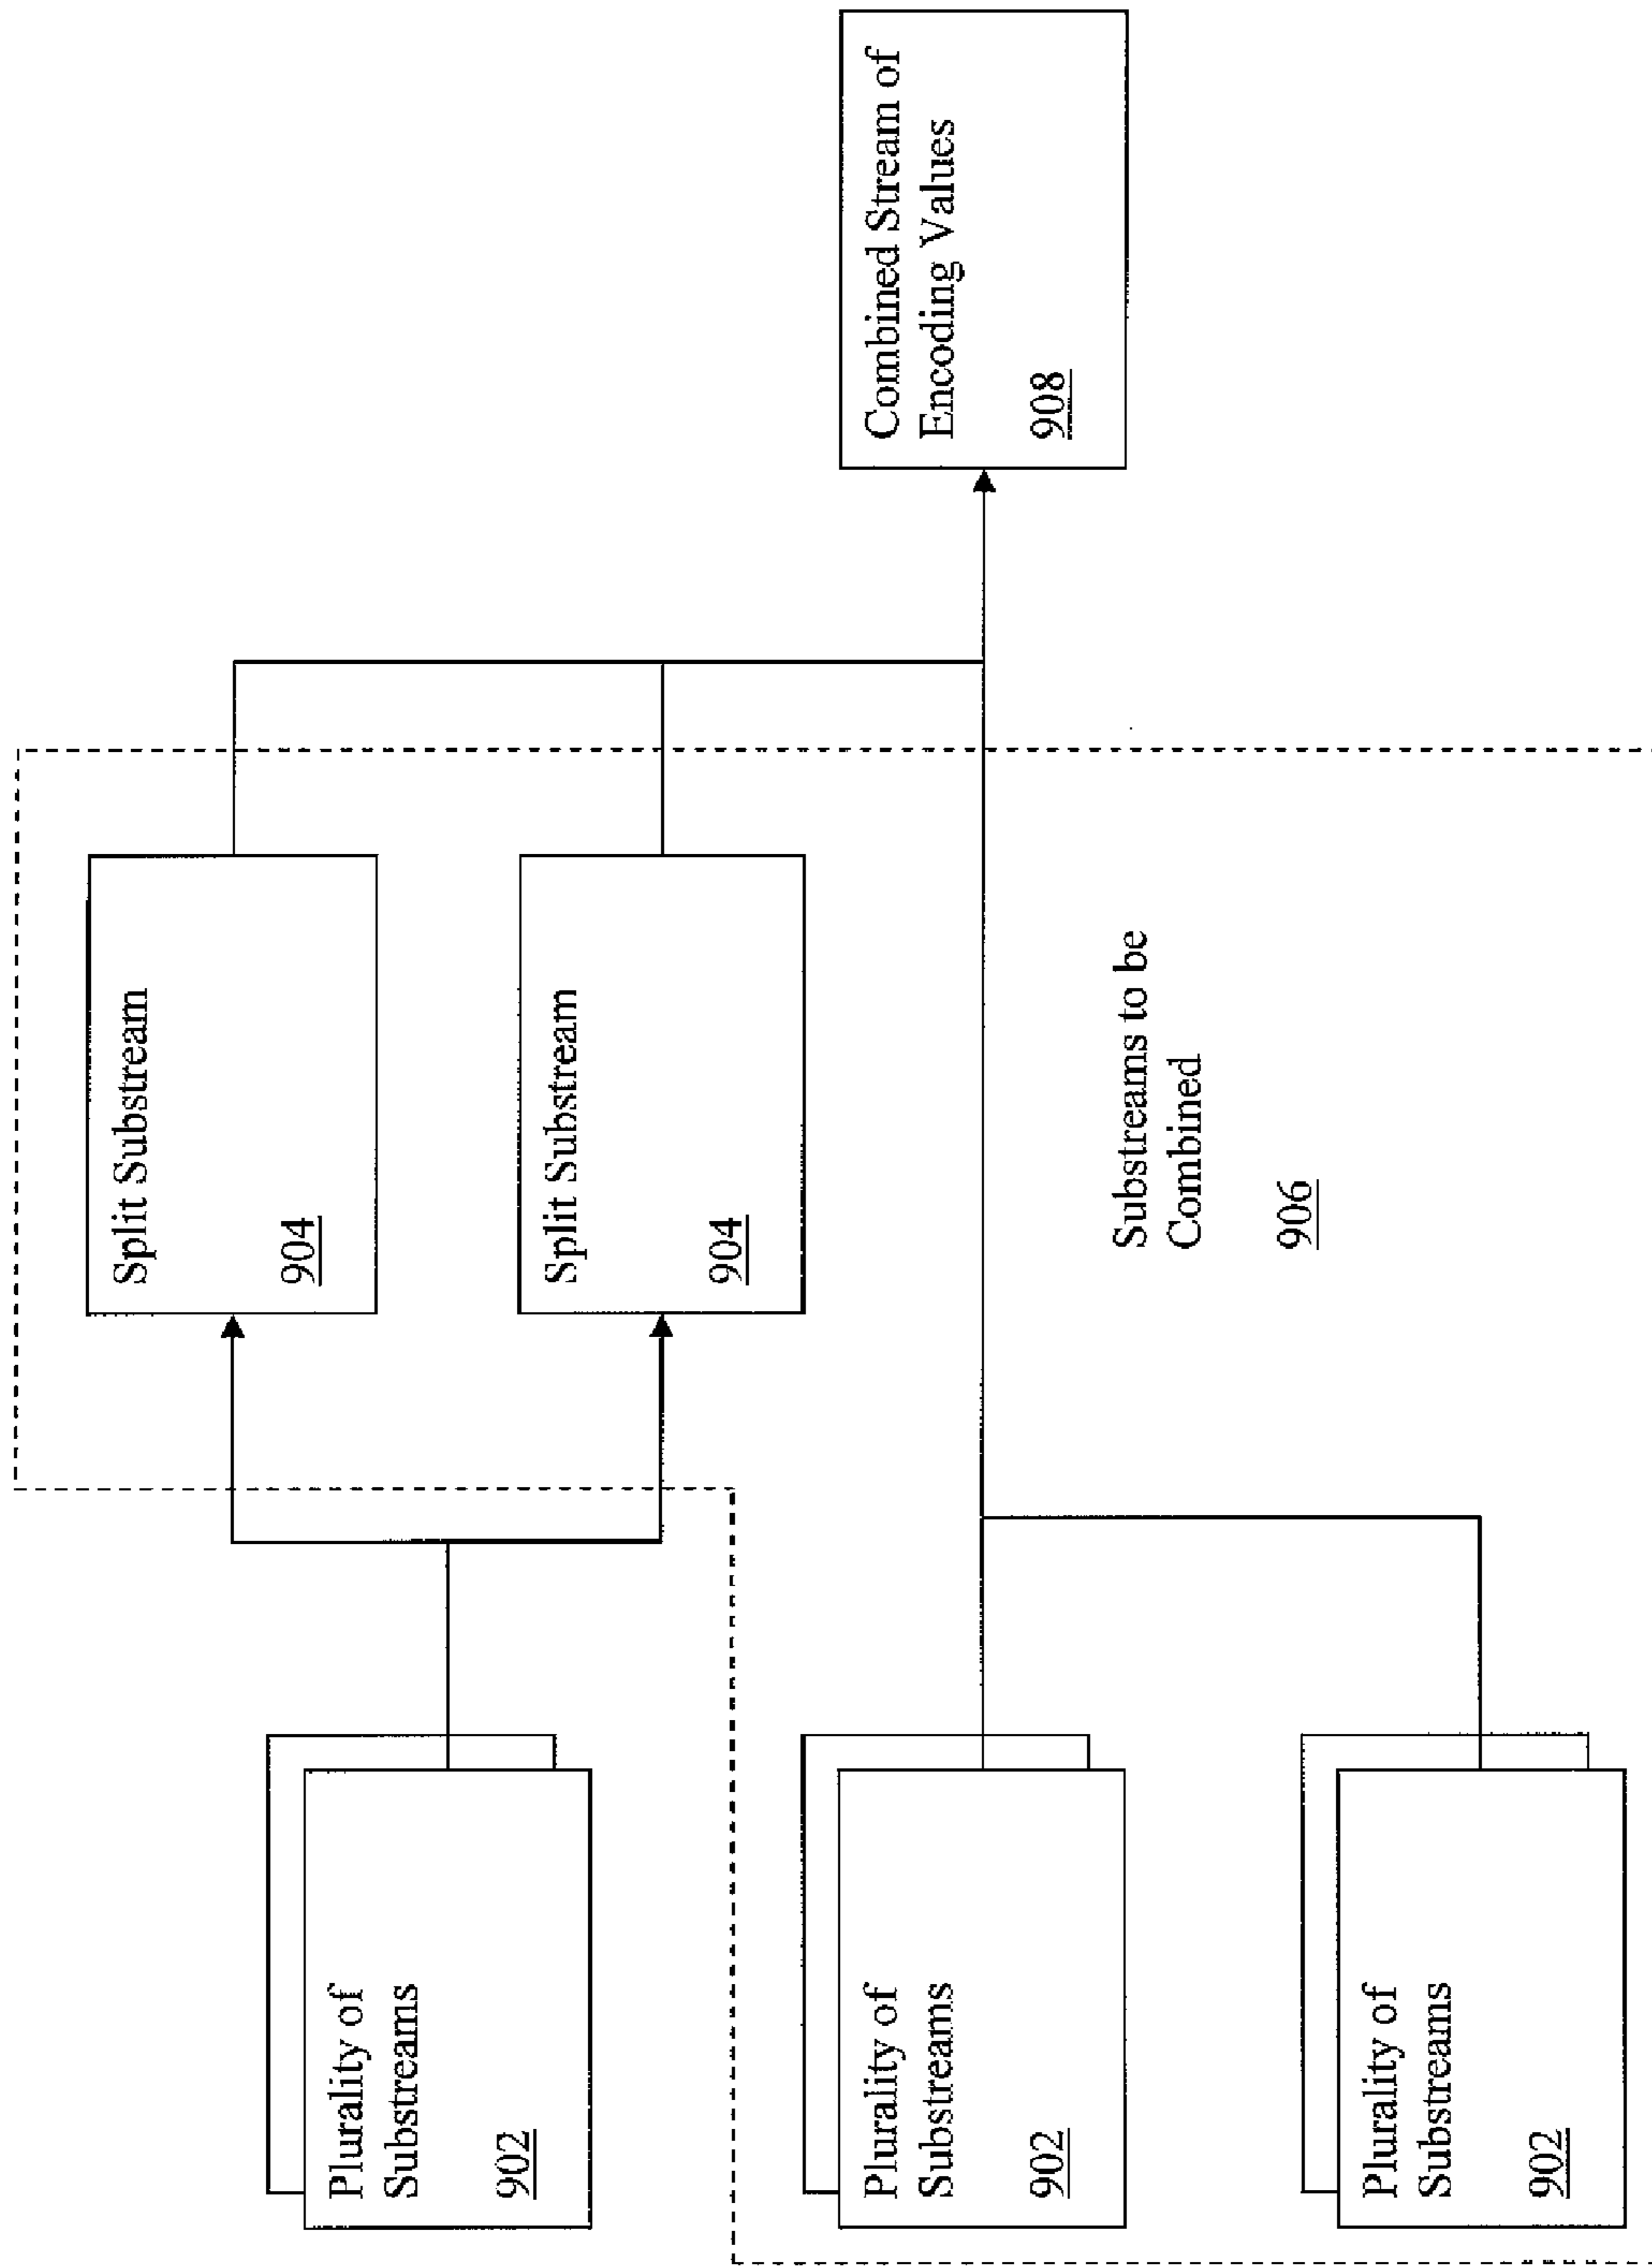 Plurality of
Substreams
902
Plurality of
Substreams
902
Plurality of
Substreams
902
Split Substream
904
Split Substream
904
Substreams to be
Combined
906
Combined Stream of
Encoding Values
908